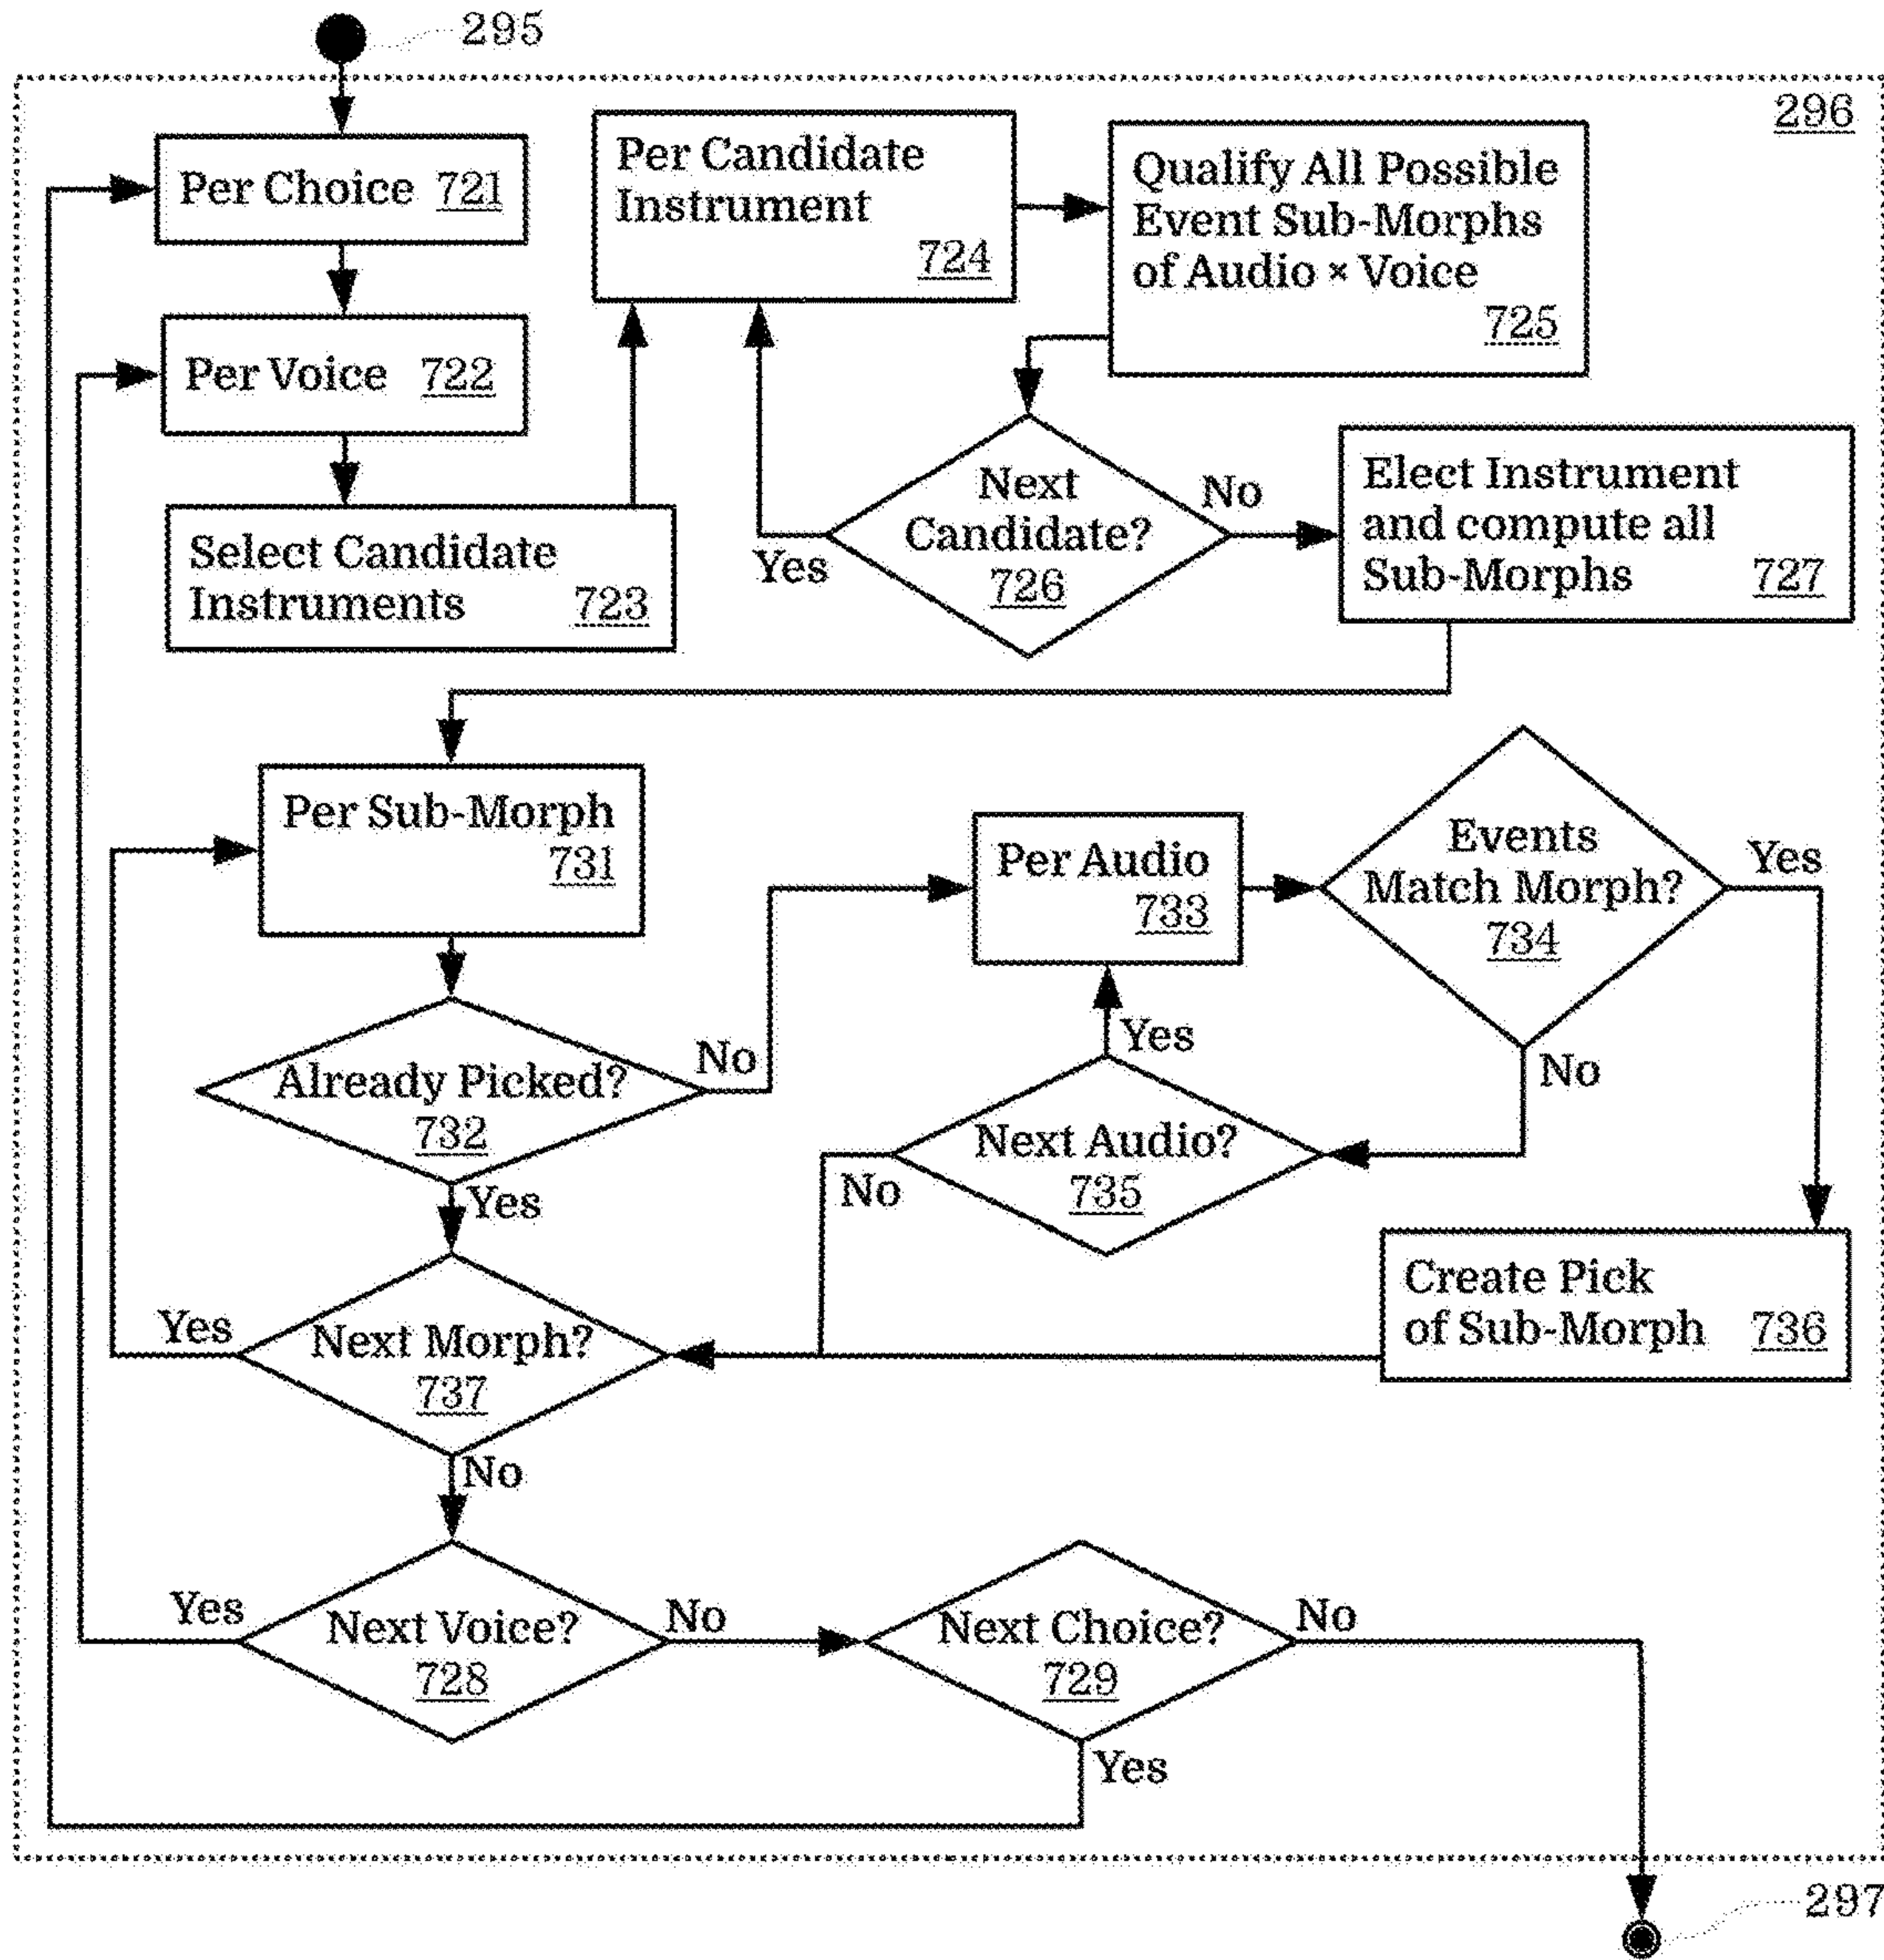 295
296
Per Choice 721
Per Voice 722
Select Candidate
Instruments 723
Per Candidate
Instrument
724
Qualify All Possible
Event Sub-Morphs
of Audio × Voice
725
Next
Candidate?
726
Yes
No
Elect Instrument
and compute all
Sub-Morphs 727
Per Sub-Morph
731
Already Picked?
732
No
Yes
Per Audio
733
Events
Match Morph?
734
Yes
No
Next Audio?
735
Yes
No
Create Pick
of Sub-Morph 736
Next Morph?
737
Yes
No
Next Voice?
728
Yes
No
Next Choice?
729
No
Yes
297